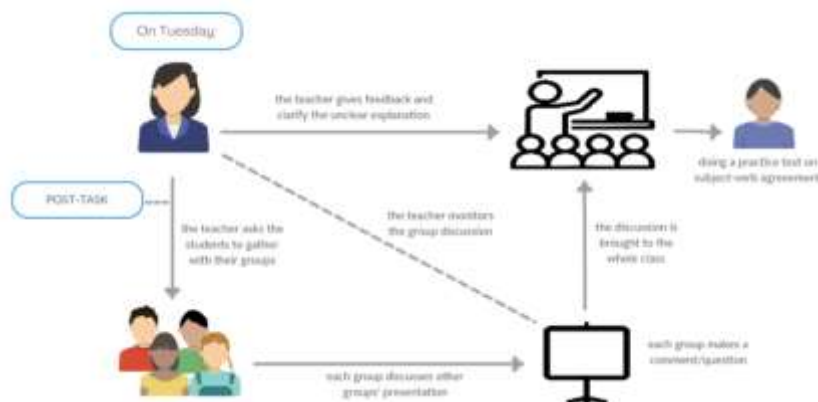 On Tuesday
the teacher gives feedback and
clarify the unclear explanation
doing a practice test on
subject-verb agreement
POST-TASK
the teacher asks the
students to gather
with their groups
the teacher monitors
the group discussion
the discussion is
brought to the
whole class
each group makes a
comment/question
each group discusses other
groups' presentation